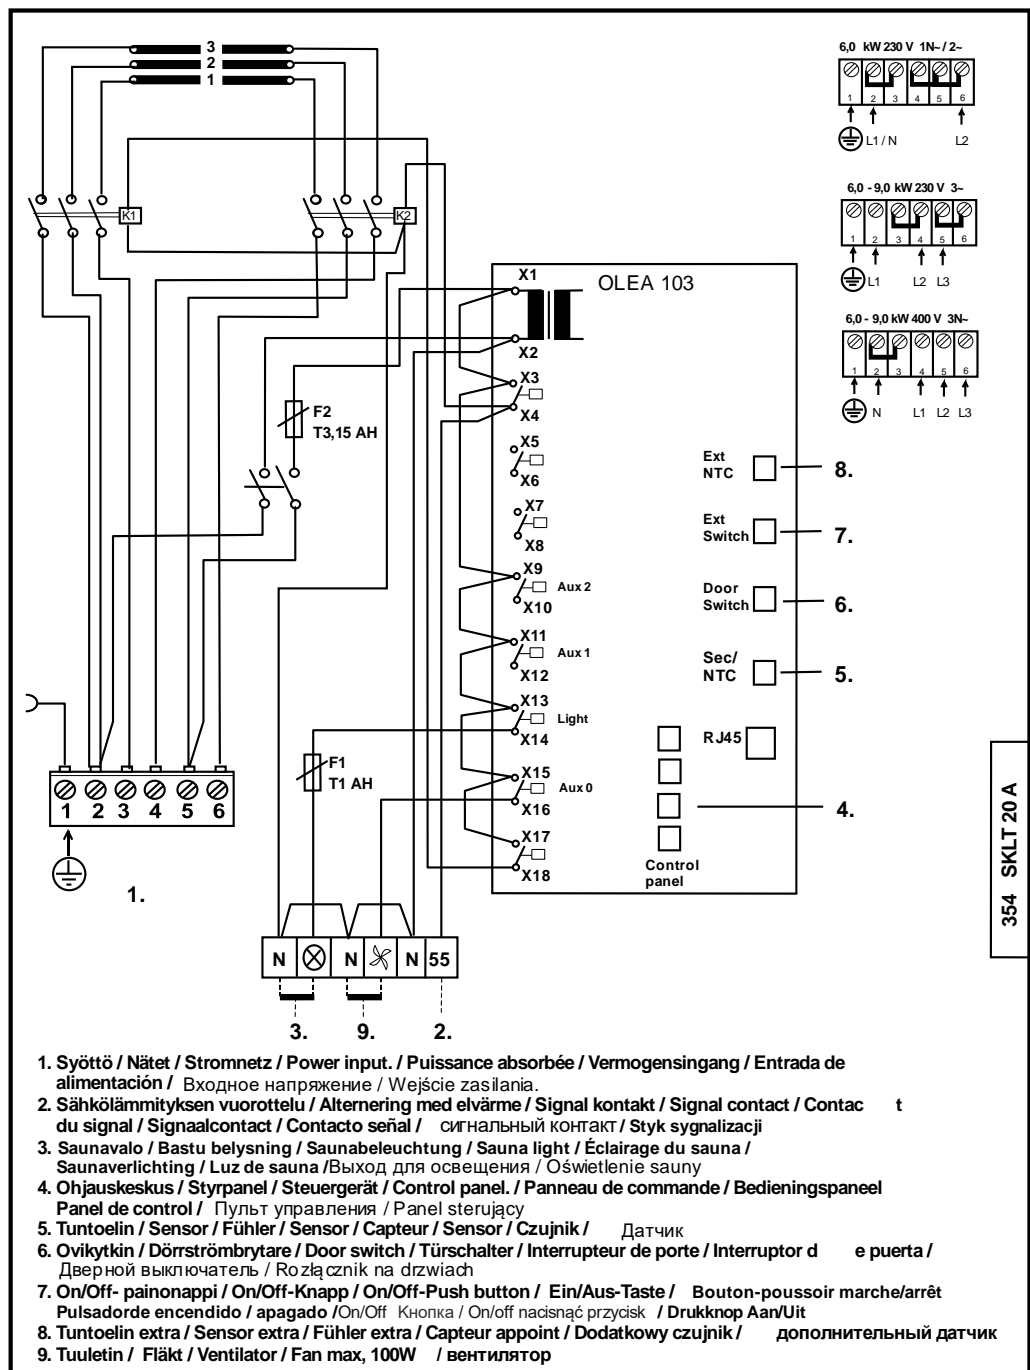 3
2
1
K1
K2
6,0 kW 230 V 1N~ / 2~
1 2 3 4 5 6
L1 / N L2
6,0 - 9,0 kW 230 V 3~
1 2 3 4 5 6
L1 L2 L3
6,0 - 9,0 kW 400 V 3N~
1 2 3 4 5 6
N L1 L2 L3
OLEA 103
X1
X2
X3
X4
X5
X6
X7
X8
X9
Aux 2
X10
X11
Aux 1
X12
X13
Light
X14
X15
Aux 0
X16
X17
X18
F2
T3,15 AH
F1
T1 AH
Ext
NTC
8.
Ext
Switch
7.
Door
Switch
6.
Sec/
NTC
5.
RJ45
4.
Control
panel
354 SKLT 20 A
1 2 3 4 5 6
1.
N N N 55
3. 9. 2.
1. Syöttö / Nätet / Stromnetz / Power input. / Puissance absorbée / Vermogensingang / Entrada de
alimentación / Входное напряжение / Wejście zasilania.
2. Sähkölämmityksen vuorottelu / Alternering med elvärme / Signal kontakt / Signal contact / Contac t
du signal / Signaalcontact / Contacto señal / сигнальный контакт / Styk sygnalizacji
3. Saunavalo / Bastu belysning / Saunabeleuchtung / Sauna light / Éclairage du sauna /
Saunaverlichting / Luz de sauna /Выход для освещения / Oświetlenie sauny
4. Ohjauskeskus / Styrpanel / Steuergerät / Control panel. / Panneau de commande / Bedieningspaneel
Panel de control / Пульт управления / Panel sterujący
5. Tuntoelin / Sensor / Fühler / Sensor / Capteur / Sensor / Czujnik / Датчик
6. Ovikytkin / Dörrströmbrytare / Door switch / Türschalter / Interrupteur de porte / Interruptor d e puerta /
Дверной выключатель / Rozłącznik na drzwiach
7. On/Off- painonappi / On/Off-Knapp / On/Off-Push button / Ein/Aus-Taste / Bouton-poussoir marche/arrêt
Pulsadorde encendido / apagado /On/Off Кнопка / On/off nacisnąć przycisk / Drukknop Aan/Uit
8. Tuntoelin extra / Sensor extra / Fühler extra / Capteur appoint / Dodatkowy czujnik / дополнительный датчик
9. Tuuletin / Fläkt / Ventilator / Fan max, 100W / вентилятор